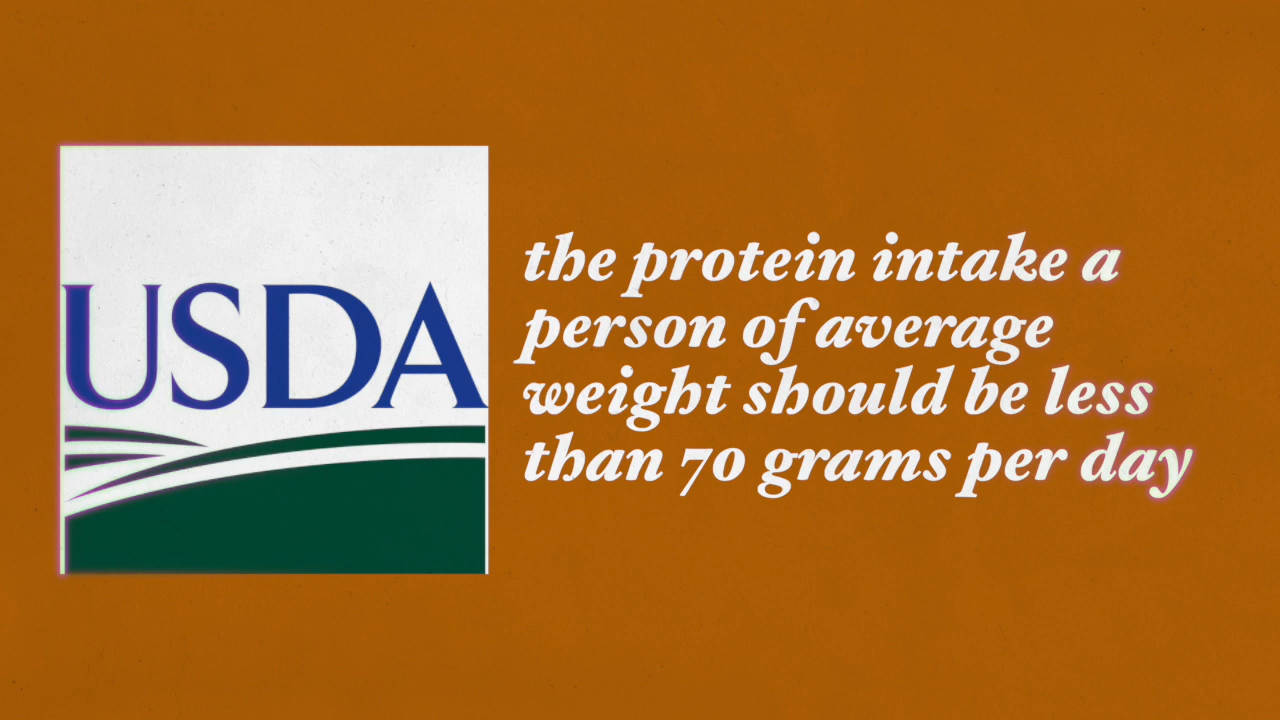 USDA
the protein intake a
person of average
weight should be less
than 70 grams per day